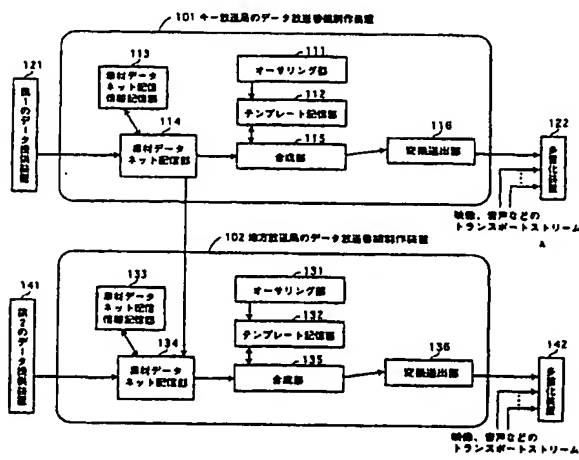 101 キー放送局のデータ放送番組制作装置
113
素材データ
ネット配信
情報記憶部
111
オーサリング部
121
第1のデータ提供装置
114
素材データ
ネット配信部
112
テンプレート記憶部
115
合成部
116
変換送出部
122
多重化装置
映像、音声などの
トランスポートストリーム
102 地方放送局のデータ放送番組制作装置
133
素材データ
ネット配信
情報記憶部
131
オーサリング部
141
第2のデータ提供装置
134
素材データ
ネット配信部
132
テンプレート記憶部
135
合成部
136
変換送出部
142
多重化装置
映像、音声などの
トランスポートストリーム